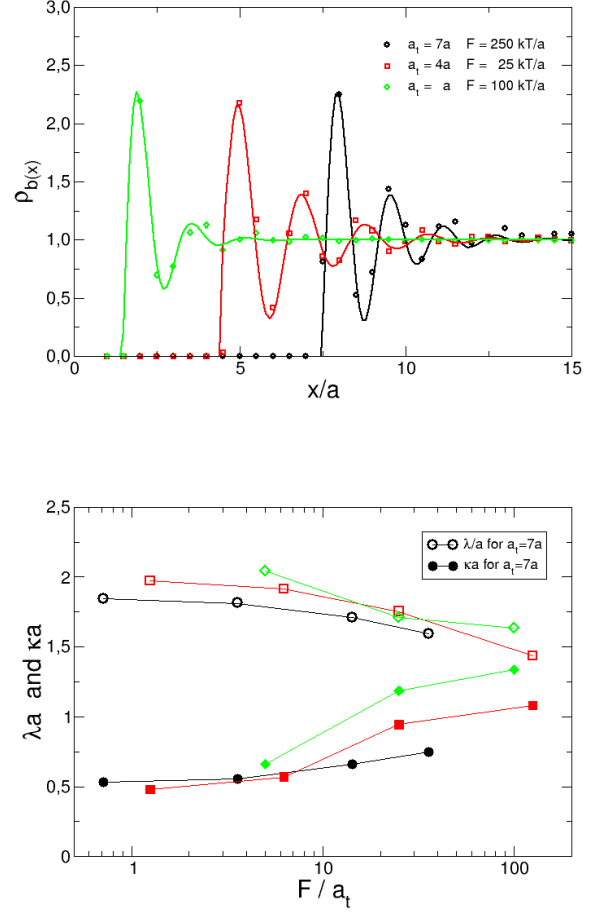 3,0
2,5
2,0
1,5
1,0
0,5
0,0
ρb(x)
at = 7a F = 250 kT/a
at = 4a F = 25 kT/a
at = a F = 100 kT/a
0 5 10 15
x/a
2,5
2
1,5
1
0,5
0
λa and κa
λ/a for at=7a
κa for at=7a
1 10 100
F / at